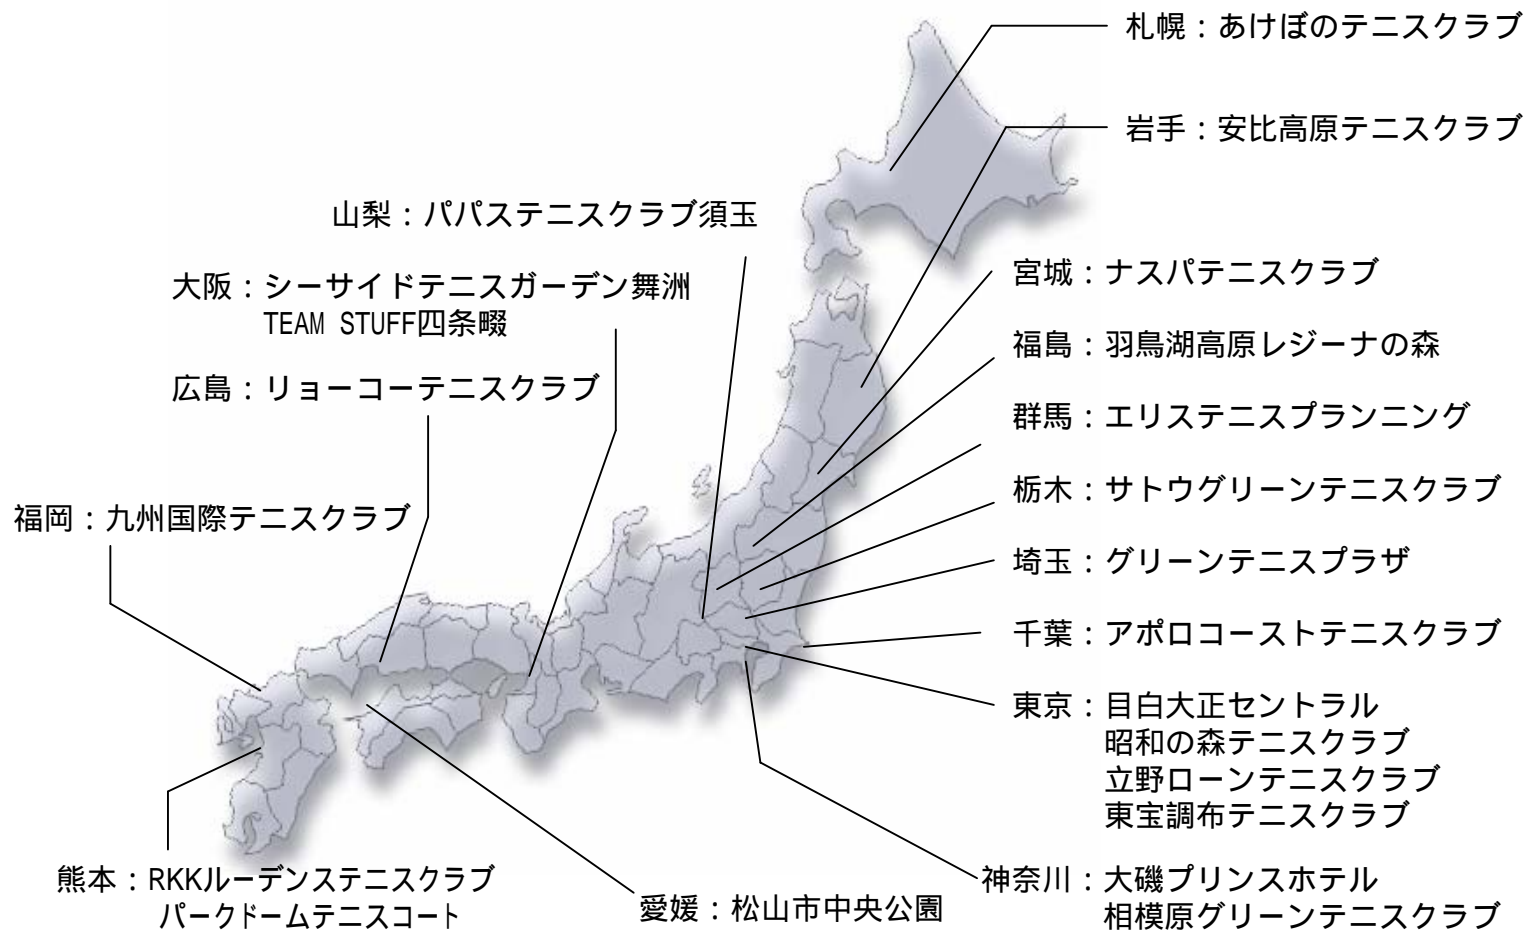 札幌：あけぼのテニスクラブ
岩手：安比高原テニスクラブ
山梨：パパステニスクラブ須玉
大阪：シーサイドテニスガーデン舞洲
TEAM STUFF四条畷
広島：リョーコーテニスクラブ
福岡：九州国際テニスクラブ
宮城：ナスパテニスクラブ
福島：羽鳥湖高原レジーナの森
群馬：エリステニスプランニング
栃木：サトウグリーンテニスクラブ
埼玉：グリーンテニスプラザ
千葉：アポロコーストテニスクラブ
東京：目白大正セントラル
昭和の森テニスクラブ
立野ローンテニスクラブ
東宝調布テニスクラブ
神奈川：大磯プリンスホテル
相模原グリーンテニスクラブ
熊本：RKKルーデンステニスクラブ
パークドームテニスコート
愛媛：松山市中央公園